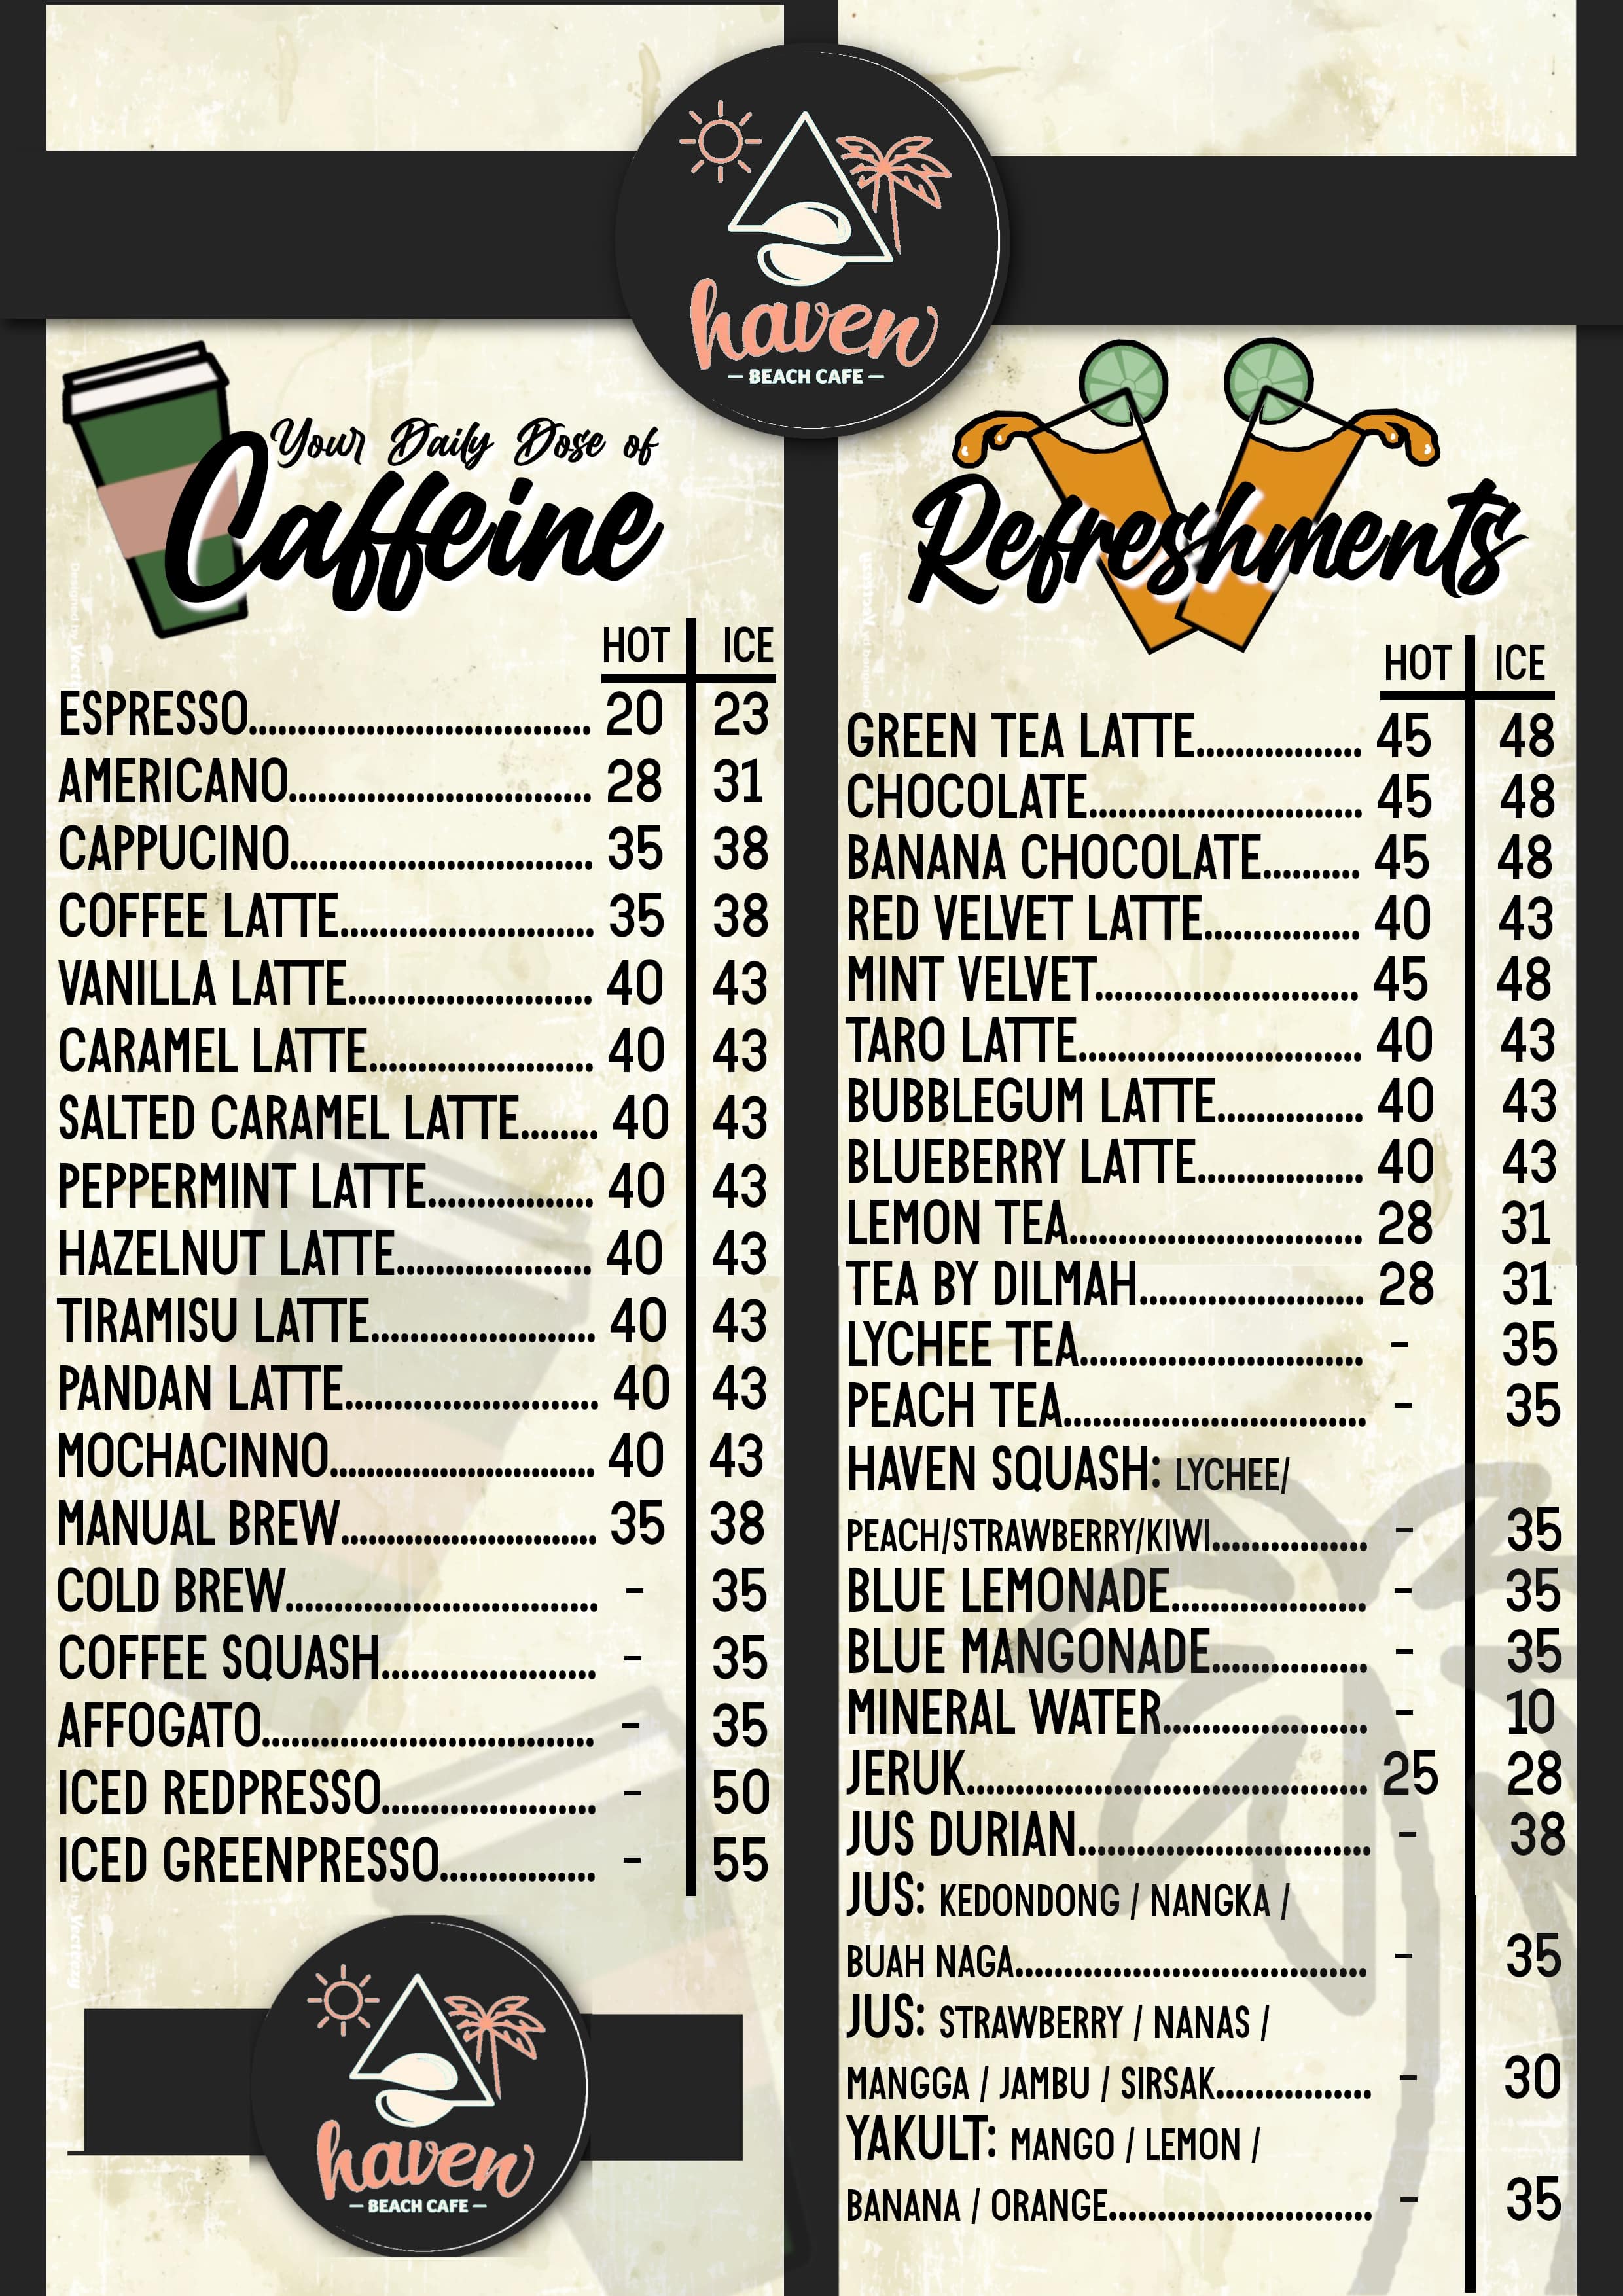 haven
— BEACH CAFE —
Your Daily Dose of
Caffeine
HOT ICE
ESPRESSO................................... 20 23
AMERICANO............................... 28 31
CAPPUCINO............................... 35 38
COFFEE LATTE.......................... 35 38
VANILLA LATTE......................... 40 43
CARAMEL LATTE....................... 40 43
SALTED CARAMEL LATTE........ 40 43
PEPPERMINT LATTE................. 40 43
HAZELNUT LATTE.................... 40 43
TIRAMISU LATTE....................... 40 43
PANDAN LATTE.......................... 40 43
MOCHACINNO........................... 40 43
MANUAL BREW.......................... 35 38
COLD BREW................................ - 35
COFFEE SQUASH...................... - 35
AFFOGATO.................................. - 35
ICED REDPRESSO...................... - 50
ICED GREENPRESSO................ - 55
haven
— BEACH CAFE —
Refreshments
HOT ICE
GREEN TEA LATTE................. 45 48
CHOCOLATE............................ 45 48
BANANA CHOCOLATE.......... 45 48
RED VELVET LATTE................ 40 43
MINT VELVET........................... 45 48
TARO LATTE............................. 40 43
BUBBLEGUM LATTE............... 40 43
BLUEBERRY LATTE................. 40 43
LEMON TEA.............................. 28 31
TEA BY DILMAH....................... 28 31
LYCHEE TEA............................. - 35
PEACH TEA............................... - 35
HAVEN SQUASH: LYCHEE/
PEACH/STRAWBERRY/KIWI................ - 35
BLUE LEMONADE.................... - 35
BLUE MANGONADE................ - 35
MINERAL WATER..................... - 10
JERUK......................................... 25 28
JUS DURIAN.............................. - 38
JUS: KEDONDONG / NANGKA /
BUAH NAGA.................................... - 35
JUS: STRAWBERRY / NANAS /
MANGGA / JAMBU / SIRSAK................ - 30
YAKULT: MANGO / LEMON /
BANANA / ORANGE........................... - 35